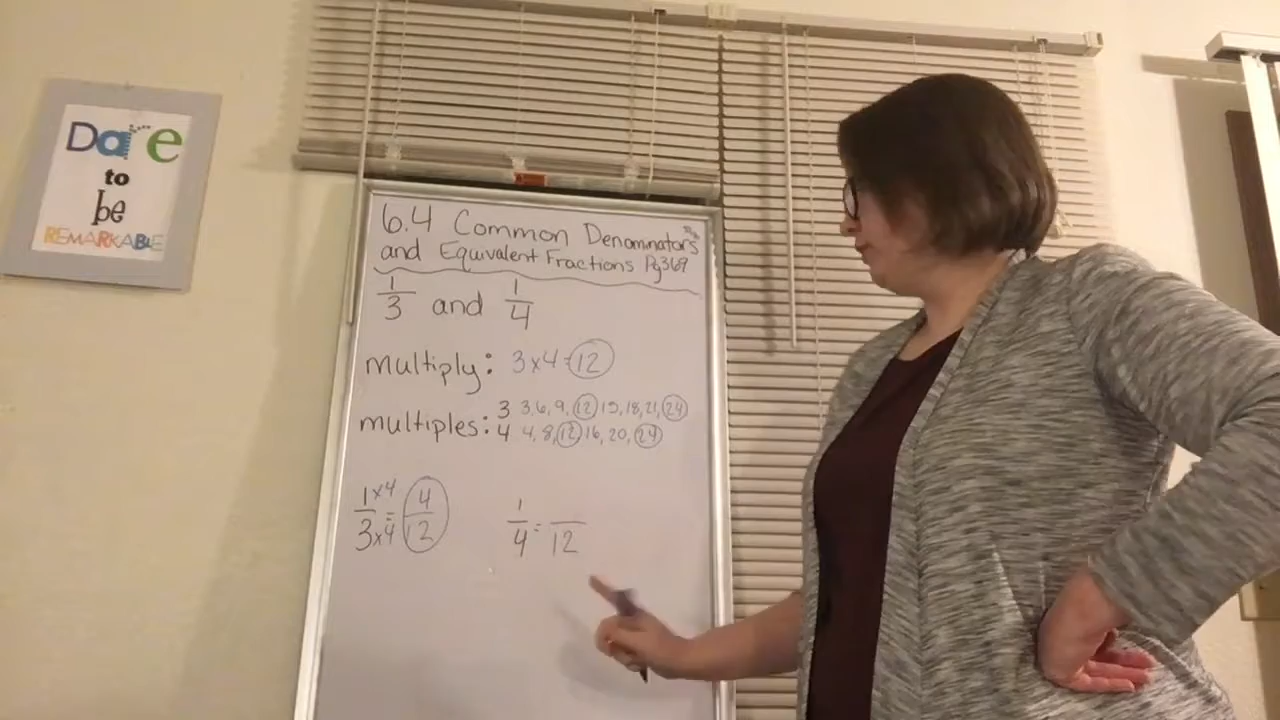 Dare
to
be
REMARKABLE
6.4 Common Denominators
and Equivalent Fractions Pg369
1/3 and 1/4
multiply: 3x4=12
multiples: 3 3,6,9,12,15,18,21,24
4 4,8,12,16,20,24
1x4/3x4=4/12 1/4=/12